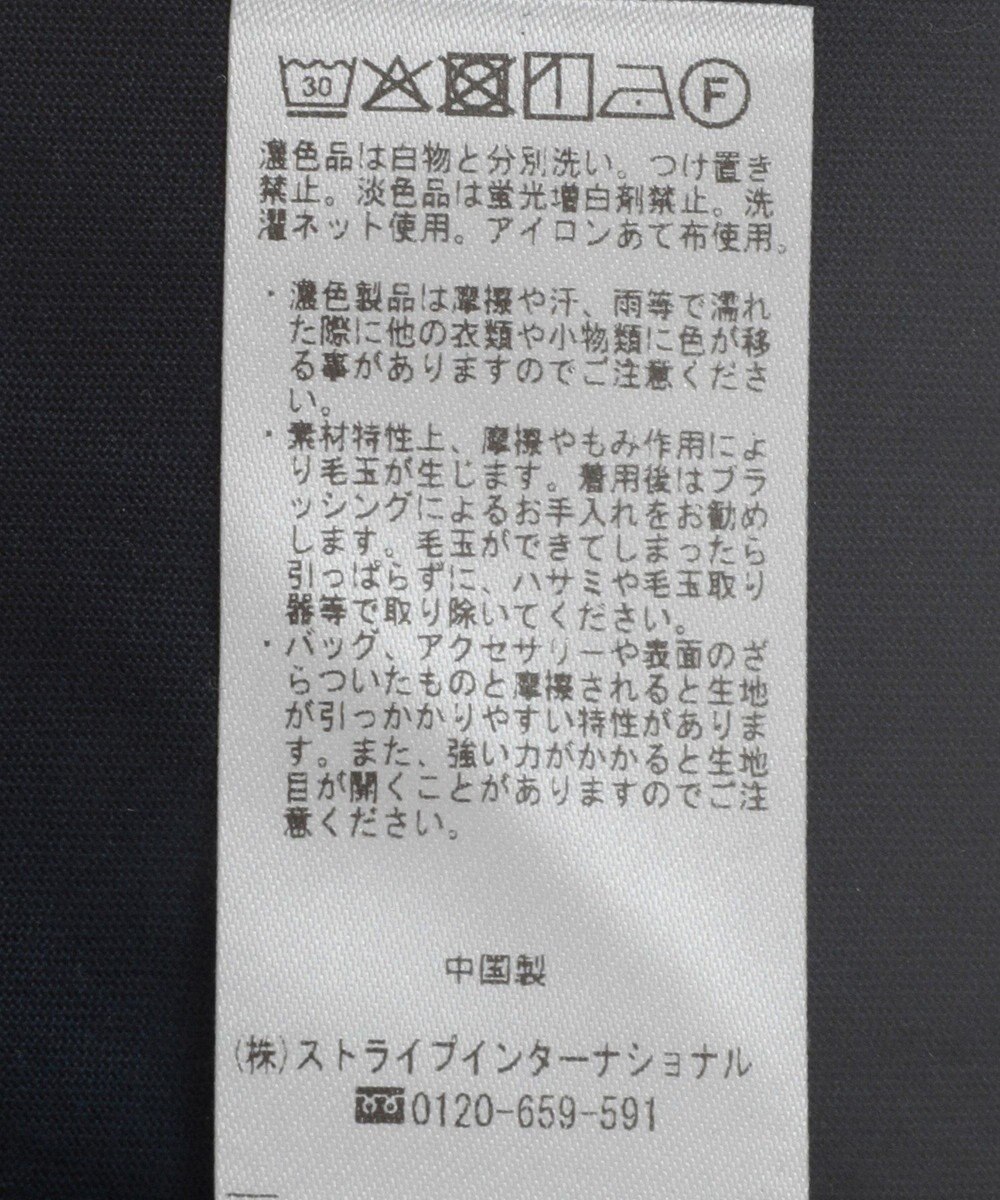 30 F
濃色品は白物と分別洗い。つけ置き
禁止。淡色品は蛍光増白剤禁止。洗
濯ネット使用。アイロンあて布使用。
・濃色製品は摩擦や汗、雨等で濡れ
た際に他の衣類や小物類に色が移
る事がありますのでご注意くださ
い。
・素材特性上、摩擦やもみ作用によ
り毛玉が生じます。着用後はブラ
ッシングによるお手入れをお勧め
します。毛玉ができてしまったら
引っぱらずに、ハサミや毛玉取り
器等で取り除いてください。
・バッグ、アクセサリーや表面のざ
らついたものと摩擦されると生地
が引っかかりやすい特性がありま
す。また、強い力がかかると生地
目が開くことがありますのでご注
意ください。
中国製
(株)ストライプインターナショナル
0120-659-591